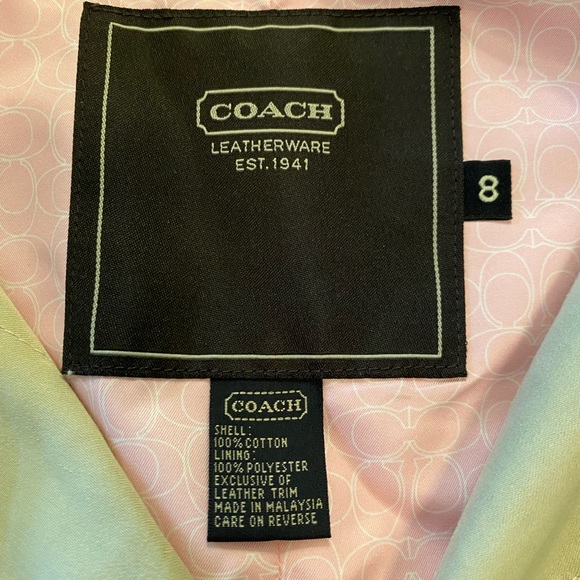 COACH
LEATHERWARE
EST.1941
8
COACH
SHELL:
100% COTTON
LINING:
100% POLYESTER
EXCLUSIVE OF
LEATHER TRIM
MADE IN MALAYSIA
CARE ON REVERSE